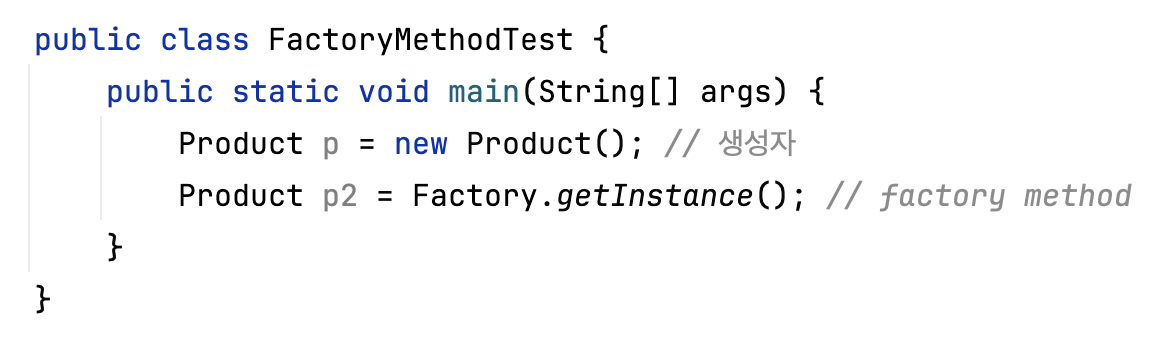 public class FactoryMethodTest {
    public static void main(String[] args) {
        Product p = new Product(); // 생성자
        Product p2 = Factory.getInstance(); // factory method
    }
}